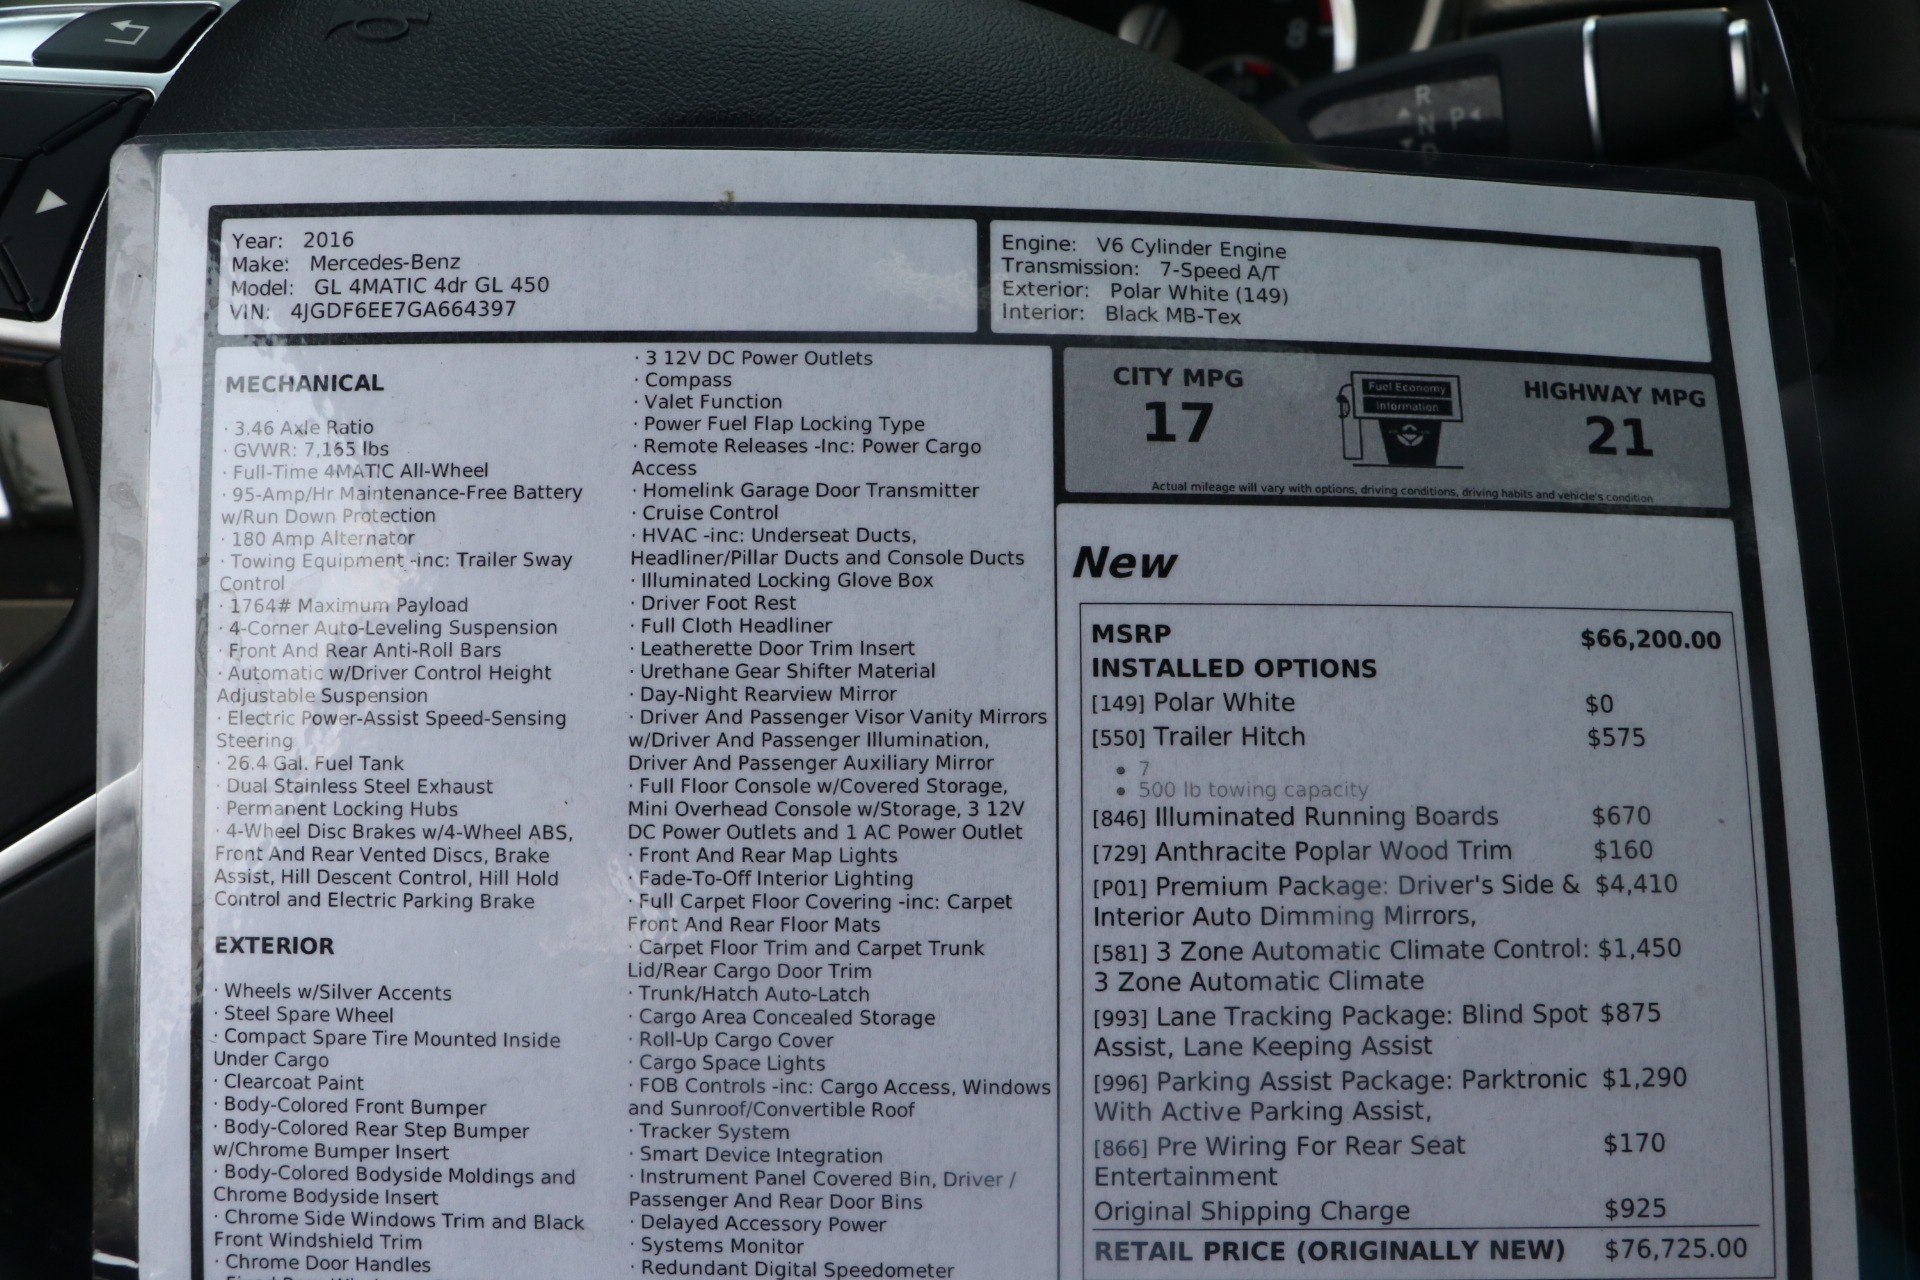 8
R
N P
D
Year: 2016
Make: Mercedes-Benz
Model: GL 4MATIC 4dr GL 450
VIN: 4JGDF6EE7GA664397
Engine: V6 Cylinder Engine
Transmission: 7-Speed A/T
Exterior: Polar White (149)
Interior: Black MB-Tex
MECHANICAL
· 3.46 Axle Ratio
· GVWR: 7,165 lbs
· Full-Time 4MATIC All-Wheel
· 95-Amp/Hr Maintenance-Free Battery
w/Run Down Protection
· 180 Amp Alternator
· Towing Equipment -inc: Trailer Sway
Control
· 1764# Maximum Payload
· 4-Corner Auto-Leveling Suspension
· Front And Rear Anti-Roll Bars
· Automatic w/Driver Control Height
Adjustable Suspension
· Electric Power-Assist Speed-Sensing
Steering
· 26.4 Gal. Fuel Tank
· Dual Stainless Steel Exhaust
· Permanent Locking Hubs
· 4-Wheel Disc Brakes w/4-Wheel ABS,
Front And Rear Vented Discs, Brake
Assist, Hill Descent Control, Hill Hold
Control and Electric Parking Brake
EXTERIOR
· Wheels w/Silver Accents
· Steel Spare Wheel
· Compact Spare Tire Mounted Inside
Under Cargo
· Clearcoat Paint
· Body-Colored Front Bumper
· Body-Colored Rear Step Bumper
w/Chrome Bumper Insert
· Body-Colored Bodyside Moldings and
Chrome Bodyside Insert
· Chrome Side Windows Trim and Black
Front Windshield Trim
· Chrome Door Handles
· 3 12V DC Power Outlets
· Compass
· Valet Function
· Power Fuel Flap Locking Type
· Remote Releases -Inc: Power Cargo
Access
· Homelink Garage Door Transmitter
· Cruise Control
· HVAC -inc: Underseat Ducts,
Headliner/Pillar Ducts and Console Ducts
· Illuminated Locking Glove Box
· Driver Foot Rest
· Full Cloth Headliner
· Leatherette Door Trim Insert
· Urethane Gear Shifter Material
· Day-Night Rearview Mirror
· Driver And Passenger Visor Vanity Mirrors
w/Driver And Passenger Illumination,
Driver And Passenger Auxiliary Mirror
· Full Floor Console w/Covered Storage,
Mini Overhead Console w/Storage, 3 12V
DC Power Outlets and 1 AC Power Outlet
· Front And Rear Map Lights
· Fade-To-Off Interior Lighting
· Full Carpet Floor Covering -inc: Carpet
Front And Rear Floor Mats
· Carpet Floor Trim and Carpet Trunk
Lid/Rear Cargo Door Trim
· Trunk/Hatch Auto-Latch
· Cargo Area Concealed Storage
· Roll-Up Cargo Cover
· Cargo Space Lights
· FOB Controls -inc: Cargo Access, Windows
and Sunroof/Convertible Roof
· Tracker System
· Smart Device Integration
· Instrument Panel Covered Bin, Driver /
Passenger And Rear Door Bins
· Delayed Accessory Power
· Systems Monitor
· Redundant Digital Speedometer
CITY MPG
17
Fuel Economy
Information
HIGHWAY MPG
21
Actual mileage will vary with options, driving conditions, driving habits and vehicle's condition
New
MSRP $66,200.00
INSTALLED OPTIONS
[149] Polar White $0
[550] Trailer Hitch $575
• 7
• 500 lb towing capacity
[846] Illuminated Running Boards $670
[729] Anthracite Poplar Wood Trim $160
[P01] Premium Package: Driver's Side & $4,410
Interior Auto Dimming Mirrors,
[581] 3 Zone Automatic Climate Control: $1,450
3 Zone Automatic Climate
[993] Lane Tracking Package: Blind Spot $875
Assist, Lane Keeping Assist
[996] Parking Assist Package: Parktronic $1,290
With Active Parking Assist,
[866] Pre Wiring For Rear Seat $170
Entertainment
Original Shipping Charge $925
RETAIL PRICE (ORIGINALLY NEW) $76,725.00